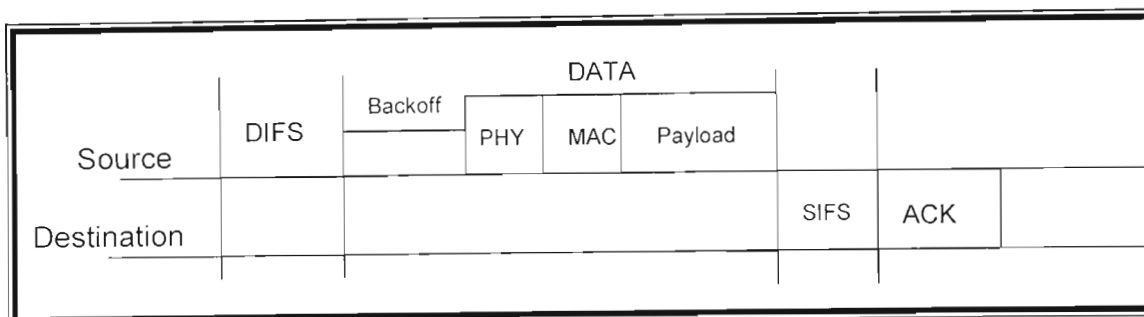 DATA
Backoff
DIFS
PHY MAC Payload
Source
SIFS ACK
Destination